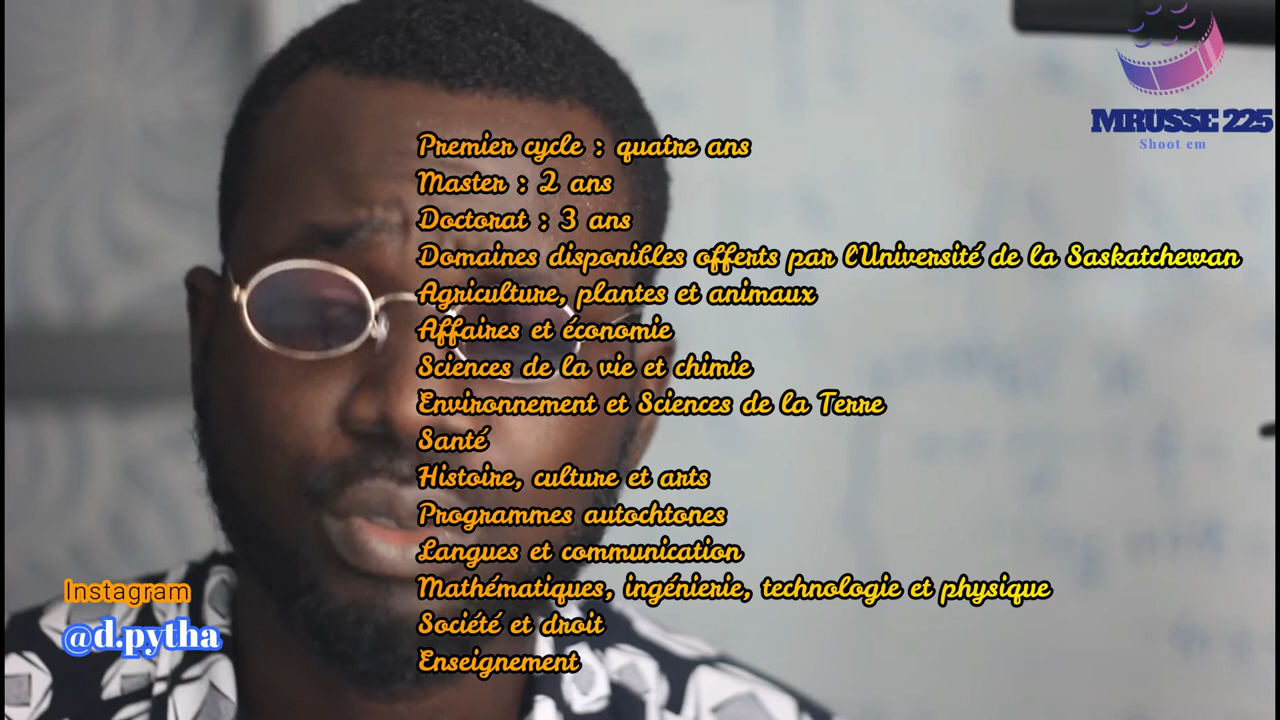 MRUSSE 225
Shoot em
Premier cycle : quatre ans
Master : 2 ans
Doctorat : 3 ans
Domaines disponibles offerts par l'Université de la Saskatchewan
Agriculture, plantes et animaux
Affaires et économie
Sciences de la vie et chimie
Environnement et Sciences de la Terre
Santé
Histoire, culture et arts
Programmes autochtones
Langues et communication
Mathématiques, ingénierie, technologie et physique
Société et droit
Enseignement
Instagram
@d.pytha